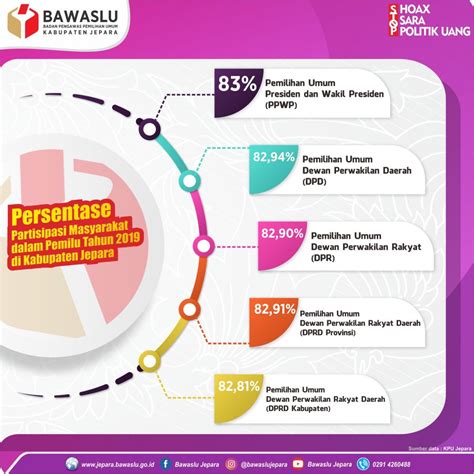 BAWASLU
BADAN PENGAWAS PEMILIHAN UMUM
KABUPATEN JEPARA
STOP
HOAX
SARA
POLITIK UANG
Persentase
Partisipasi Masyarakat
dalam Pemilu Tahun 2019
di Kabupaten Jepara
83%
Pemilihan Umum
Presiden dan Wakil Presiden
(PPWP)
82,94%
Pemilihan Umum
Dewan Perwakilan Daerah
(DPD)
82,90%
Pemilihan Umum
Dewan Perwakilan Rakyat
(DPR)
82,91%
Pemilihan Umum
Dewan Perwakilan Rakyat Daerah
(DPRD Provinsi)
82,81%
Pemilihan Umum
Dewan Perwakilan Rakyat Daerah
(DPRD Kabupaten)
Sumber data : KPU Jepara
www.jepara.bawaslu.go.id
Bawaslu Jepara
@bawaslujepara
Bawaslu Jepara
0291 4260488